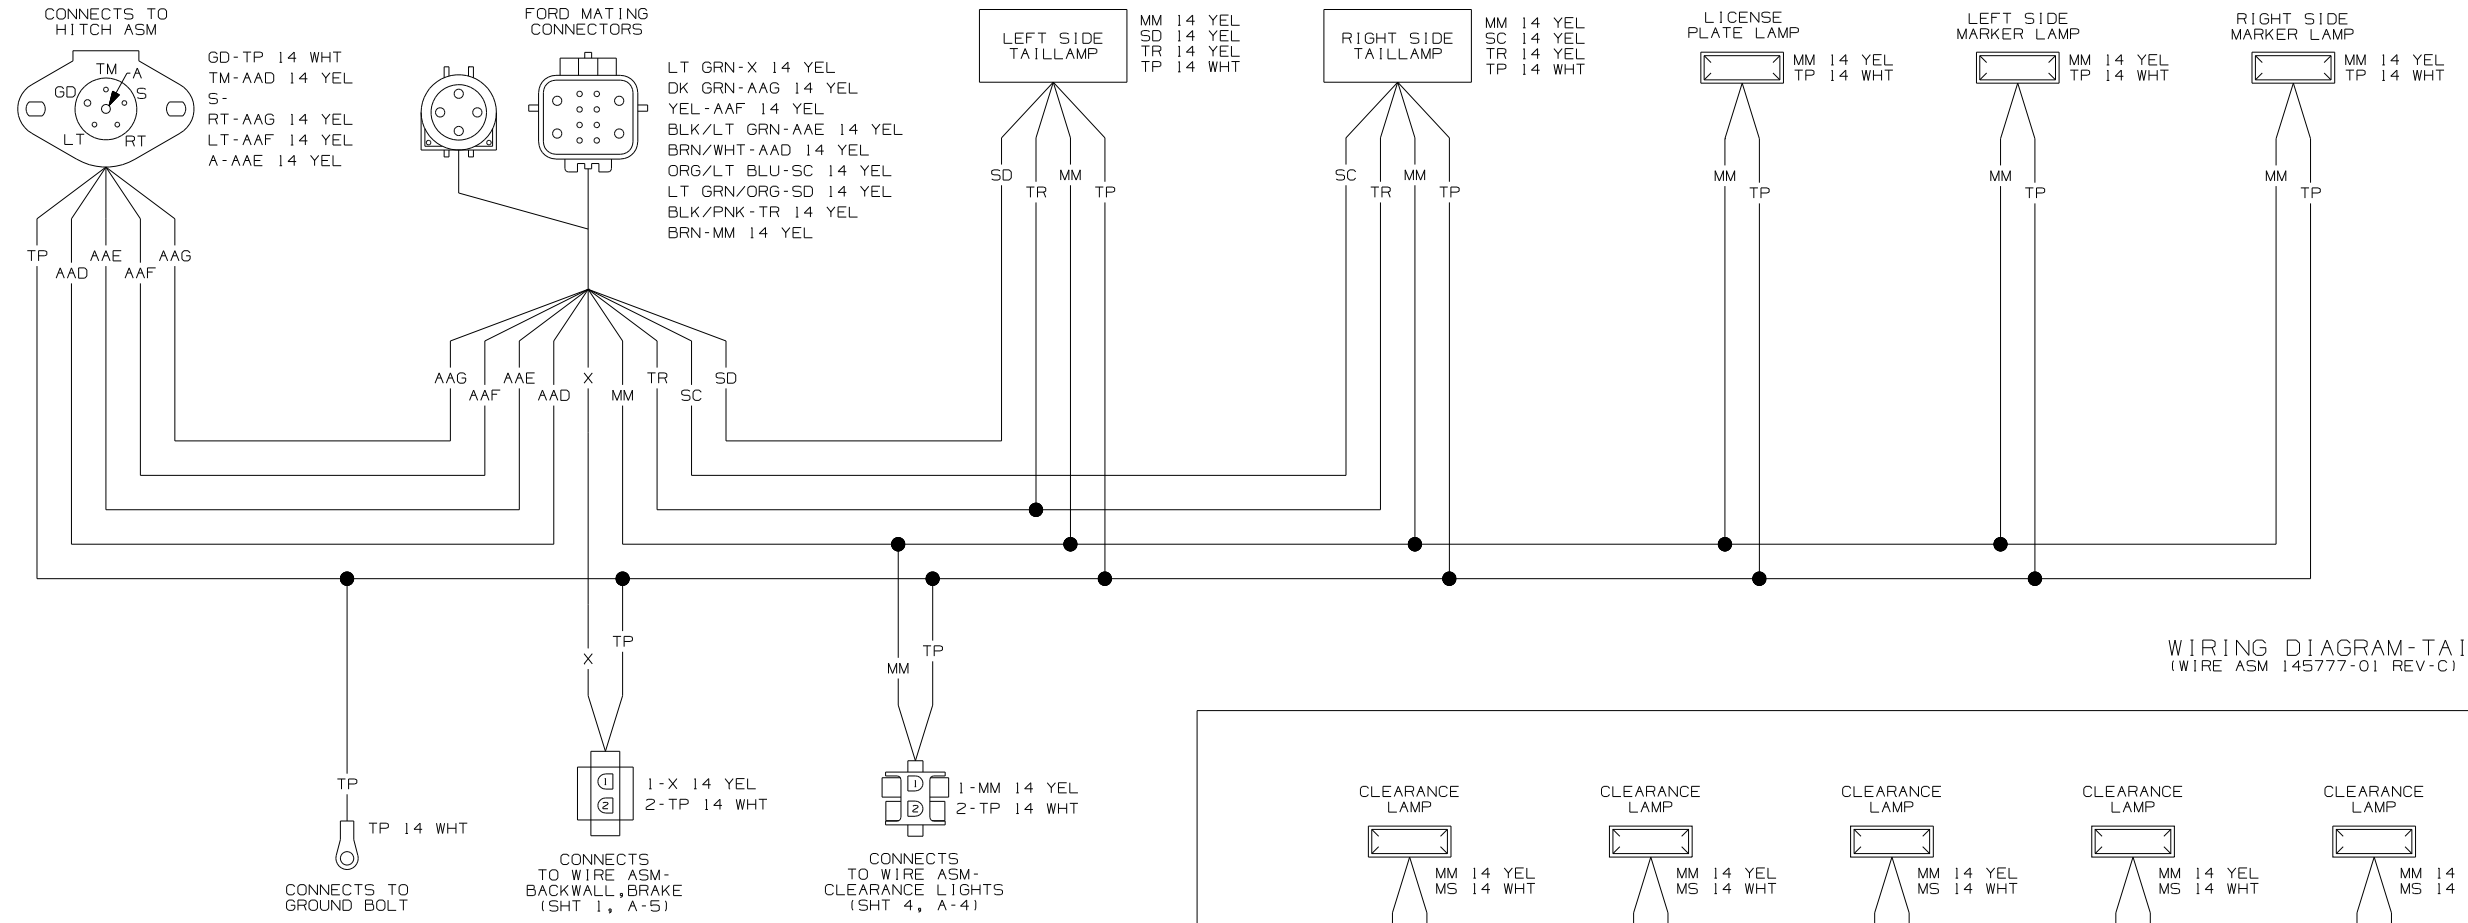 CONNECTS TO
HITCH ASM
TM
A
GD
S
LT
RT
GD-TP 14 WHT
TM-AAD 14 YEL
S-
RT-AAG 14 YEL
LT-AAF 14 YEL
A-AAE 14 YEL
FORD MATING
CONNECTORS
LT GRN-X 14 YEL
DK GRN-AAG 14 YEL
YEL-AAF 14 YEL
BLK/LT GRN-AAE 14 YEL
BRN/WHT-AAD 14 YEL
ORG/LT BLU-SC 14 YEL
LT GRN/ORG-SD 14 YEL
BLK/PNK-TR 14 YEL
BRN-MM 14 YEL
LEFT SIDE
TAILLAMP
MM 14 YEL
SD 14 YEL
TR 14 YEL
TP 14 WHT
RIGHT SIDE
TAILLAMP
MM 14 YEL
SC 14 YEL
TR 14 YEL
TP 14 WHT
LICENSE
PLATE LAMP
MM 14 YEL
TP 14 WHT
LEFT SIDE
MARKER LAMP
MM 14 YEL
TP 14 WHT
RIGHT SIDE
MARKER LAMP
MM 14 YEL
TP 14 WHT
SD
TR
MM
TP
SC
TR
MM
TP
MM
TP
MM
TP
MM
TP
TP
AAD
AAE
AAF
AAG
AAG
AAF
AAE
AAD
X
MM
TR
SC
SD
X
TP
MM
TP
TP
WIRING DIAGRAM-TAI
(WIRE ASM 145777-01 REV-C)
TP 14 WHT
CONNECTS TO
GROUND BOLT
1
2
1-X 14 YEL
2-TP 14 WHT
CONNECTS
TO WIRE ASM-
BACKWALL,BRAKE
(SHT 1, A-5)
1
2
1-MM 14 YEL
2-TP 14 WHT
CONNECTS
TO WIRE ASM-
CLEARANCE LIGHTS
(SHT 4, A-4)
CLEARANCE
LAMP
MM 14 YEL
MS 14 WHT
CLEARANCE
LAMP
MM 14 YEL
MS 14 WHT
CLEARANCE
LAMP
MM 14 YEL
MS 14 WHT
CLEARANCE
LAMP
MM 14 YEL
MS 14 WHT
CLEARANCE
LAMP
MM 14
MS 14